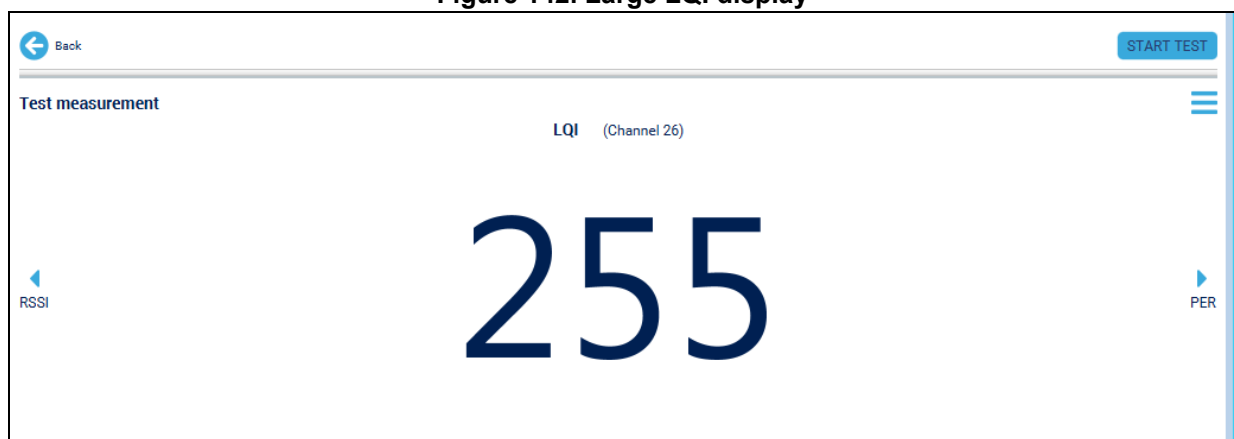 Figure 142. Large LQI display
Back
START TEST
Test measurement
LQI (Channel 26)
255
RSSI
PER